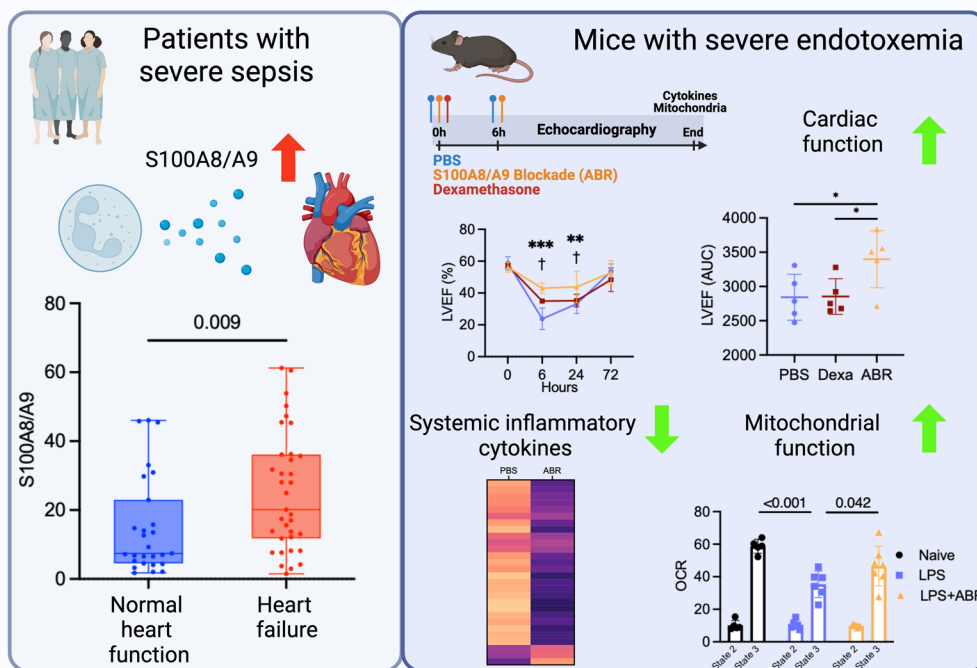 Patients with
severe sepsis
S100A8/A9
80
60
40
20
0
S100A8/A9
0.009
Normal
heart
function
Heart
failure
Mice with severe endotoxemia
Cytokines
Mitochondria
0h
6h
Echocardiography
End
PBS
S100A8/A9 Blockade (ABR)
Dexamethasone
Cardiac
function
LVEF (%)
80
60
40
20
0
***
†
**
†
0
6
24
72
Hours
LVEF (AUC)
4000
3500
3000
2500
2000
*
*
PBS
Dexa
ABR
Systemic inflammatory
cytokines
PBS
ABR
Mitochondrial
function
OCR
80
60
40
20
0
<0.001
0.042
Naive
LPS
LPS+ABR
State 2
State 3
State 2
State 3
State 2
State 3